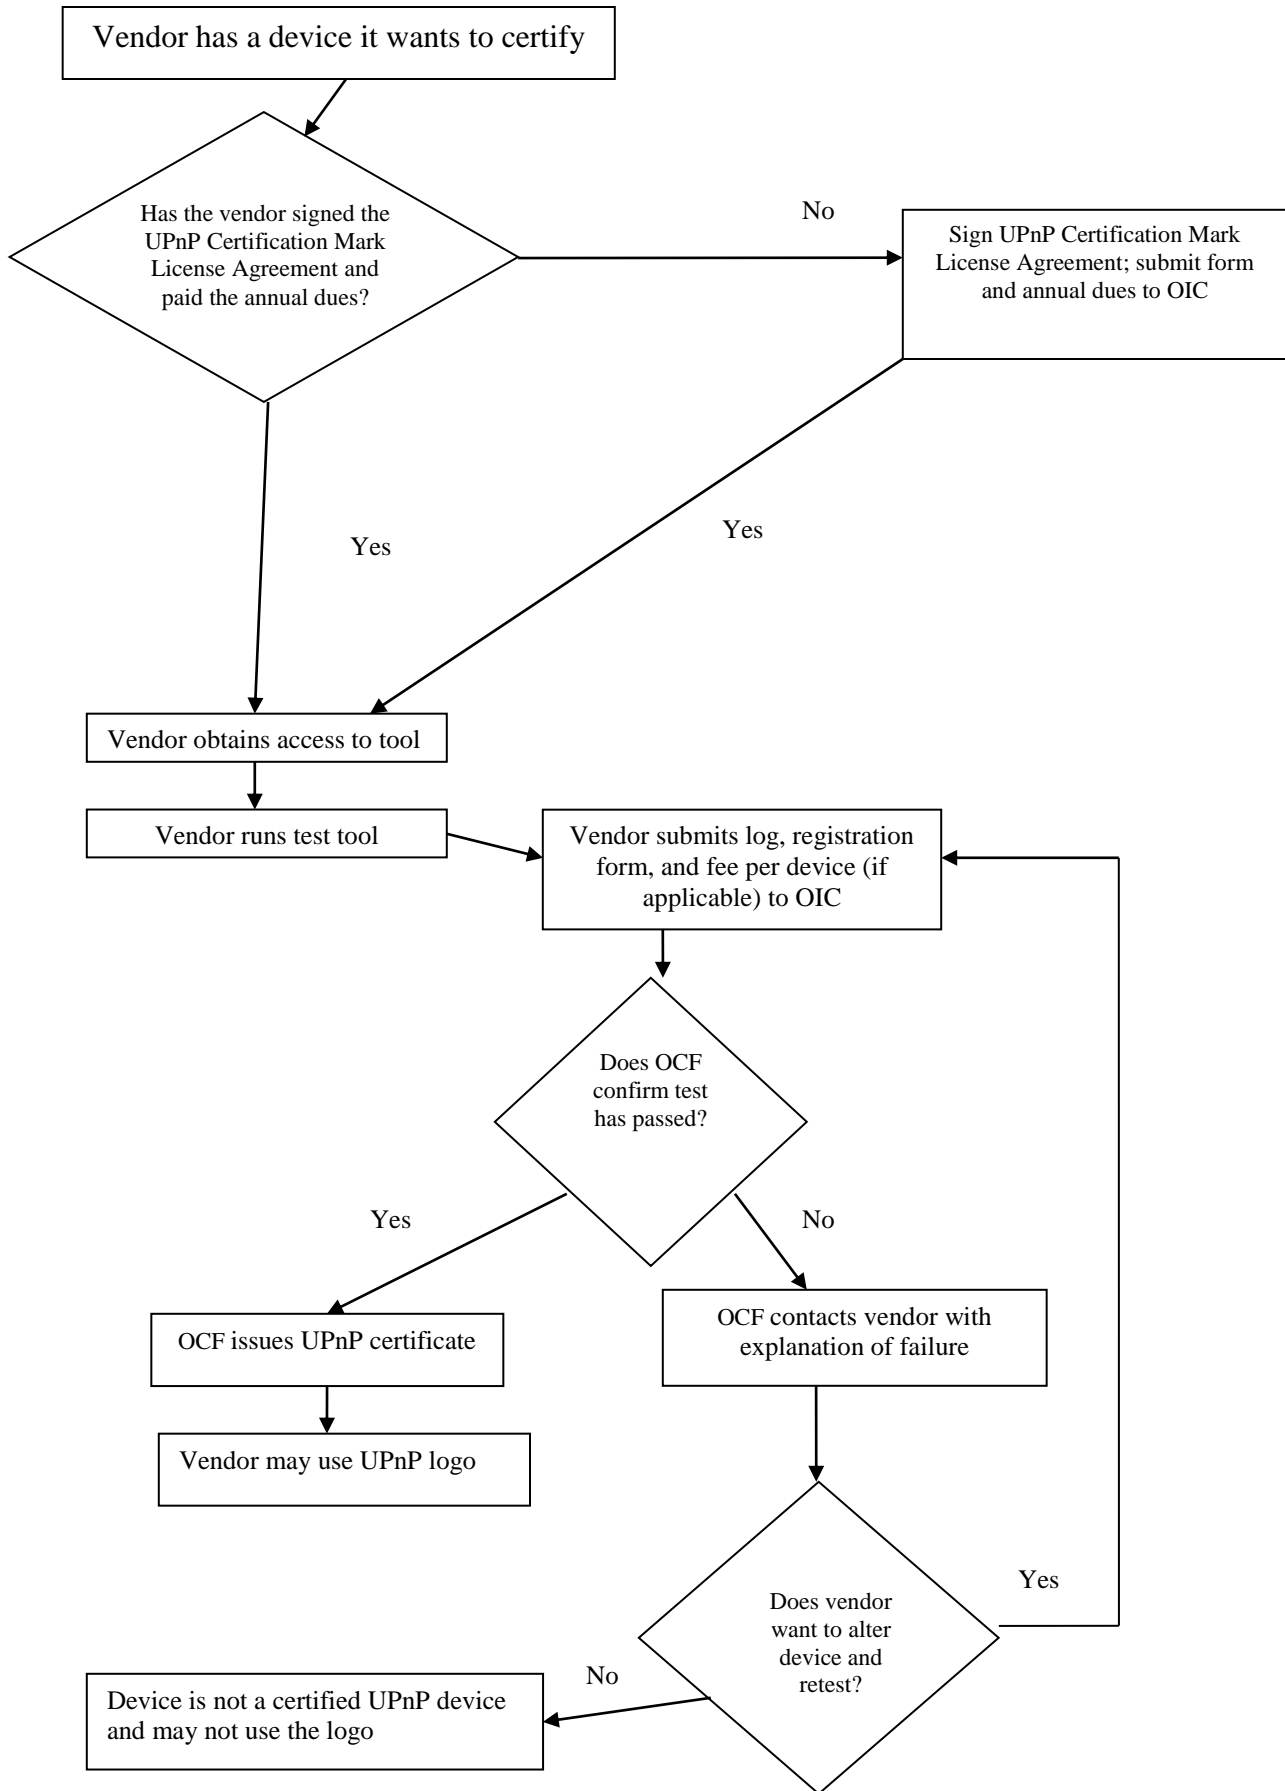 Vendor has a device it wants to certify
Has the vendor signed the
UPnP Certification Mark
License Agreement and
paid the annual dues?
No
Sign UPnP Certification Mark
License Agreement; submit form
and annual dues to OIC
Yes
Yes
Vendor obtains access to tool
Vendor runs test tool
Vendor submits log, registration
form, and fee per device (if
applicable) to OIC
Does OCF
confirm test
has passed?
Yes
No
OCF issues UPnP certificate
OCF contacts vendor with
explanation of failure
Vendor may use UPnP logo
Does vendor
want to alter
device and
retest?
Yes
No
Device is not a certified UPnP device
and may not use the logo